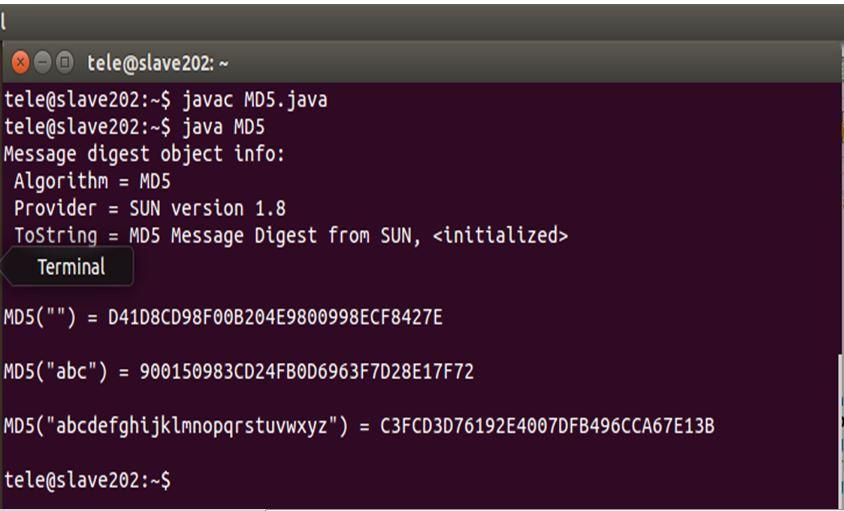 l
tele@slave202: ~
tele@slave202:~$ javac MD5.java
tele@slave202:~$ java MD5
Message digest object info:
 Algorithm = MD5
 Provider = SUN version 1.8
 ToString = MD5 Message Digest from SUN, <initialized>
Terminal
MD5("") = D41D8CD98F00B204E9800998ECF8427E
MD5("abc") = 900150983CD24FB0D6963F7D28E17F72
MD5("abcdefghijklmnopqrstuvwxyz") = C3FCD3D76192E4007DFB496CCA67E13B
tele@slave202:~$